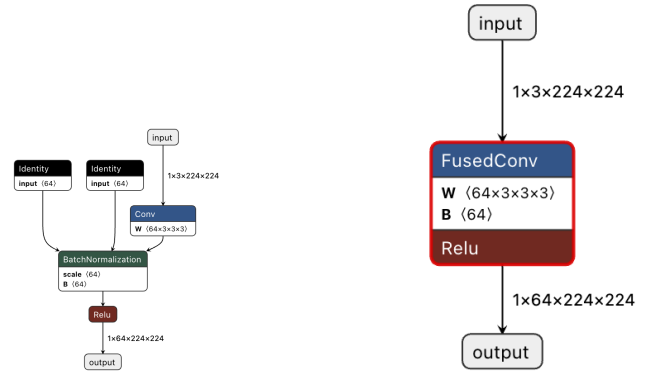 input
1×3×224×224
Identity
input ⟨64⟩
Identity
input ⟨64⟩
Conv
W ⟨64×3×3×3⟩
BatchNormalization
scale ⟨64⟩
B ⟨64⟩
Relu
1×64×224×224
output
input
1×3×224×224
FusedConv
W ⟨64×3×3×3⟩
B ⟨64⟩
Relu
1×64×224×224
output